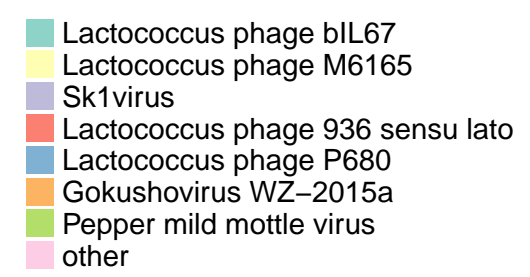 Lactococcus phage bIL67
Lactococcus phage M6165
Sk1virus
Lactococcus phage 936 sensu lato
Lactococcus phage P680
Gokushovirus WZ−2015a
Pepper mild mottle virus
other